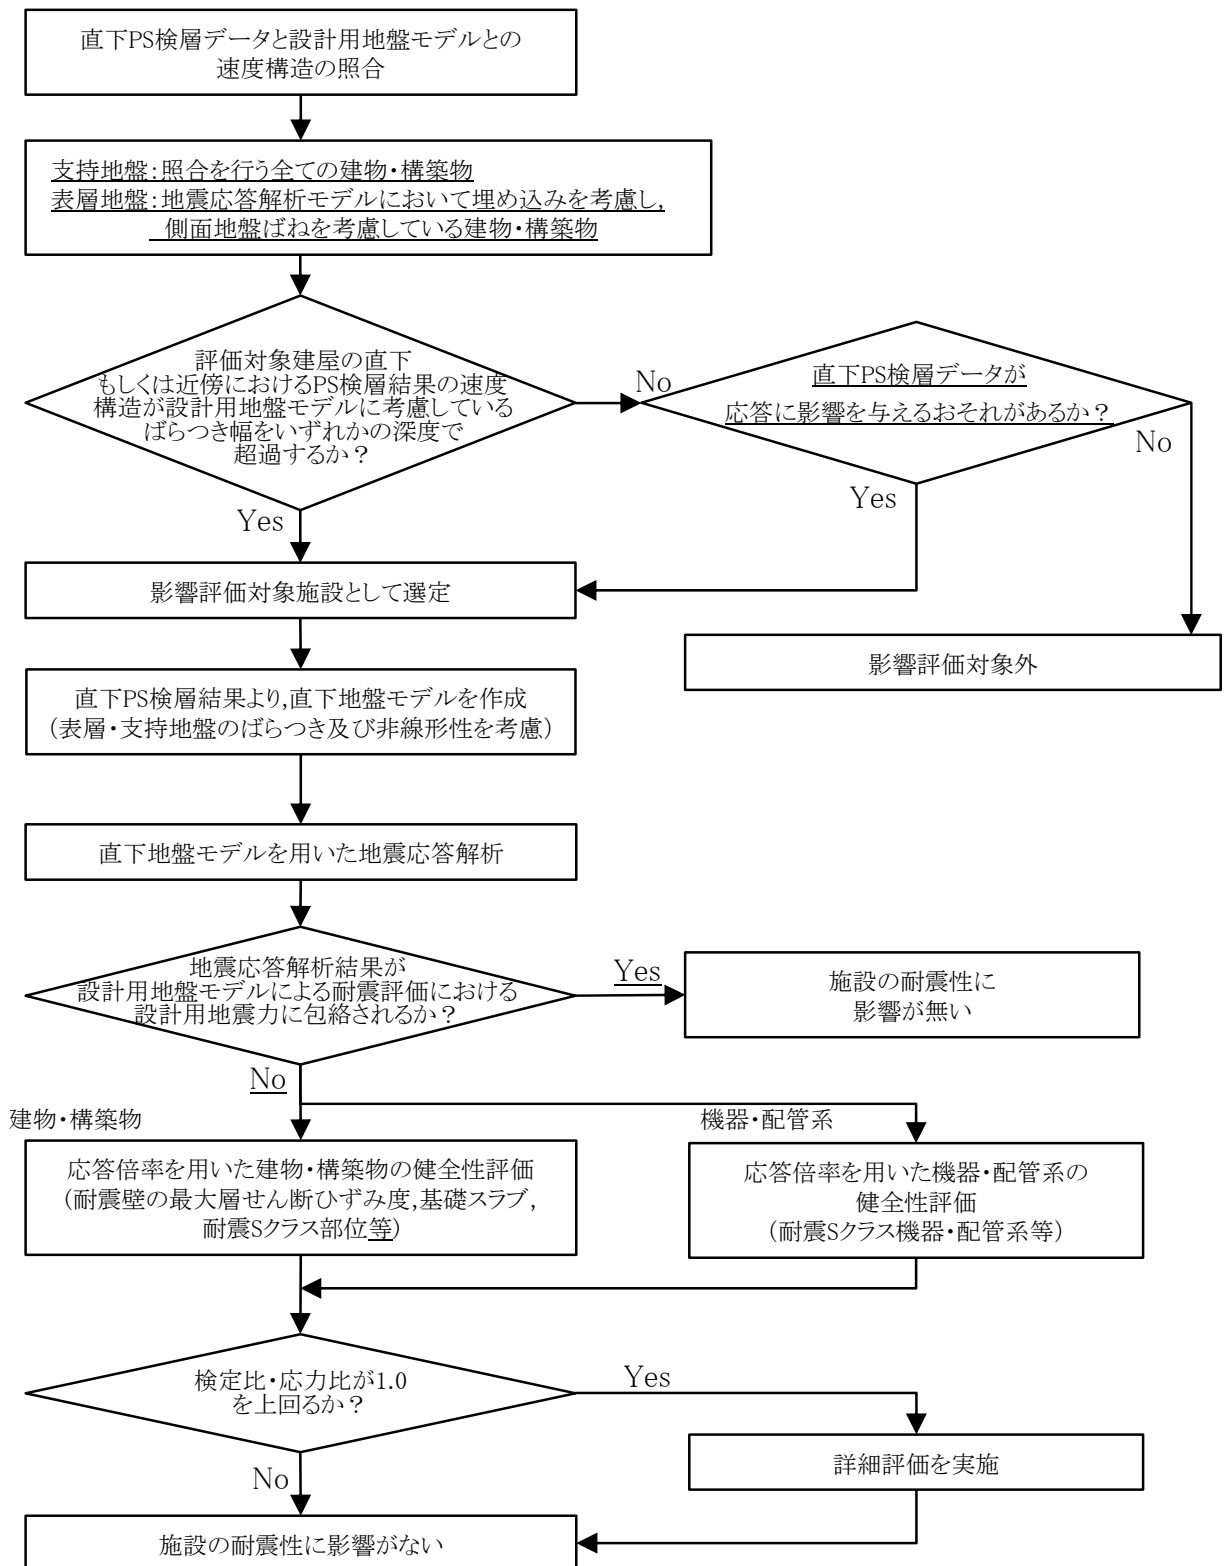 直下PS検層データと設計用地盤モデルとの
速度構造の照合
支持地盤：照合を行う全ての建物・構築物
表層地盤：地震応答解析モデルにおいて埋め込みを考慮し,
側面地盤ばねを考慮している建物・構築物
評価対象建屋の直下
もしくは近傍におけるPS検層結果の速度
構造が設計用地盤モデルに考慮している
ばらつき幅をいずれかの深度で
超過するか？
No
直下PS検層データが
応答に影響を与えるおそれがあるか？
No
Yes
Yes
影響評価対象施設として選定
影響評価対象外
直下PS検層結果より,直下地盤モデルを作成
（表層・支持地盤のばらつき及び非線形性を考慮）
直下地盤モデルを用いた地震応答解析
地震応答解析結果が
設計用地盤モデルによる耐震評価における
設計用地震力に包絡されるか？
Yes
施設の耐震性に
影響が無い
No
建物・構築物
機器・配管系
応答倍率を用いた建物・構築物の健全性評価
（耐震壁の最大層せん断ひずみ度,基礎スラブ,
耐震Sクラス部位等）
応答倍率を用いた機器・配管系の
健全性評価
（耐震Sクラス機器・配管系等）
検定比・応力比が1.0
を上回るか？
Yes
詳細評価を実施
No
施設の耐震性に影響がない